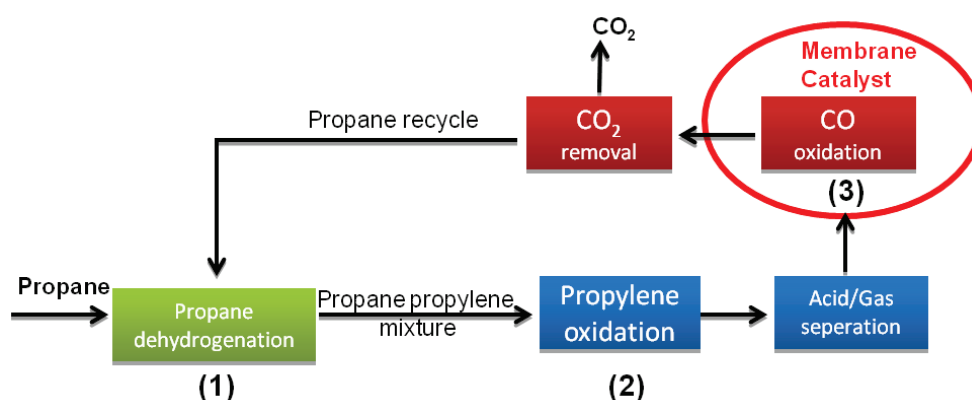 CO₂
Membrane
Catalyst
Propane recycle
CO₂
removal
CO
oxidation
(3)
Propane
Propane
dehydrogenation
(1)
Propane propylene
mixture
Propylene
oxidation
(2)
Acid/Gas
seperation